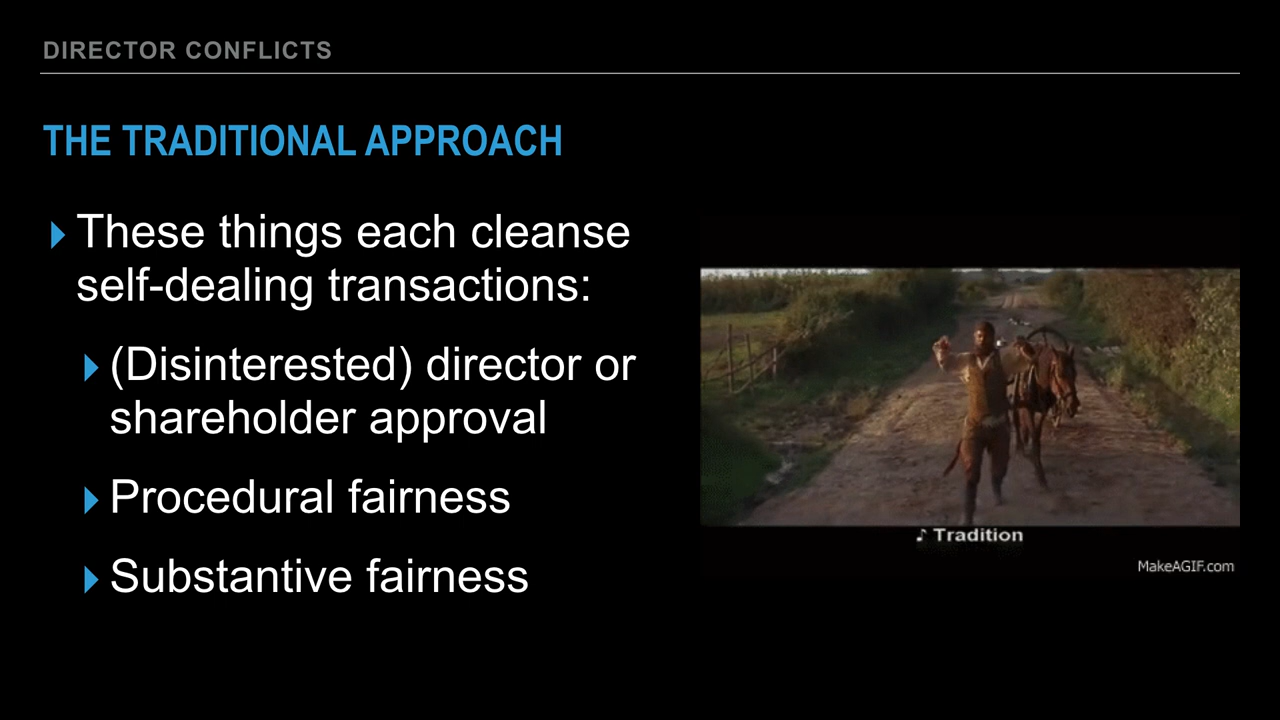 DIRECTOR CONFLICTS
THE TRADITIONAL APPROACH
These things each cleanse
self-dealing transactions:
(Disinterested) director or
shareholder approval
Procedural fairness
Substantive fairness
♪ Tradition
MakeAGIF.com